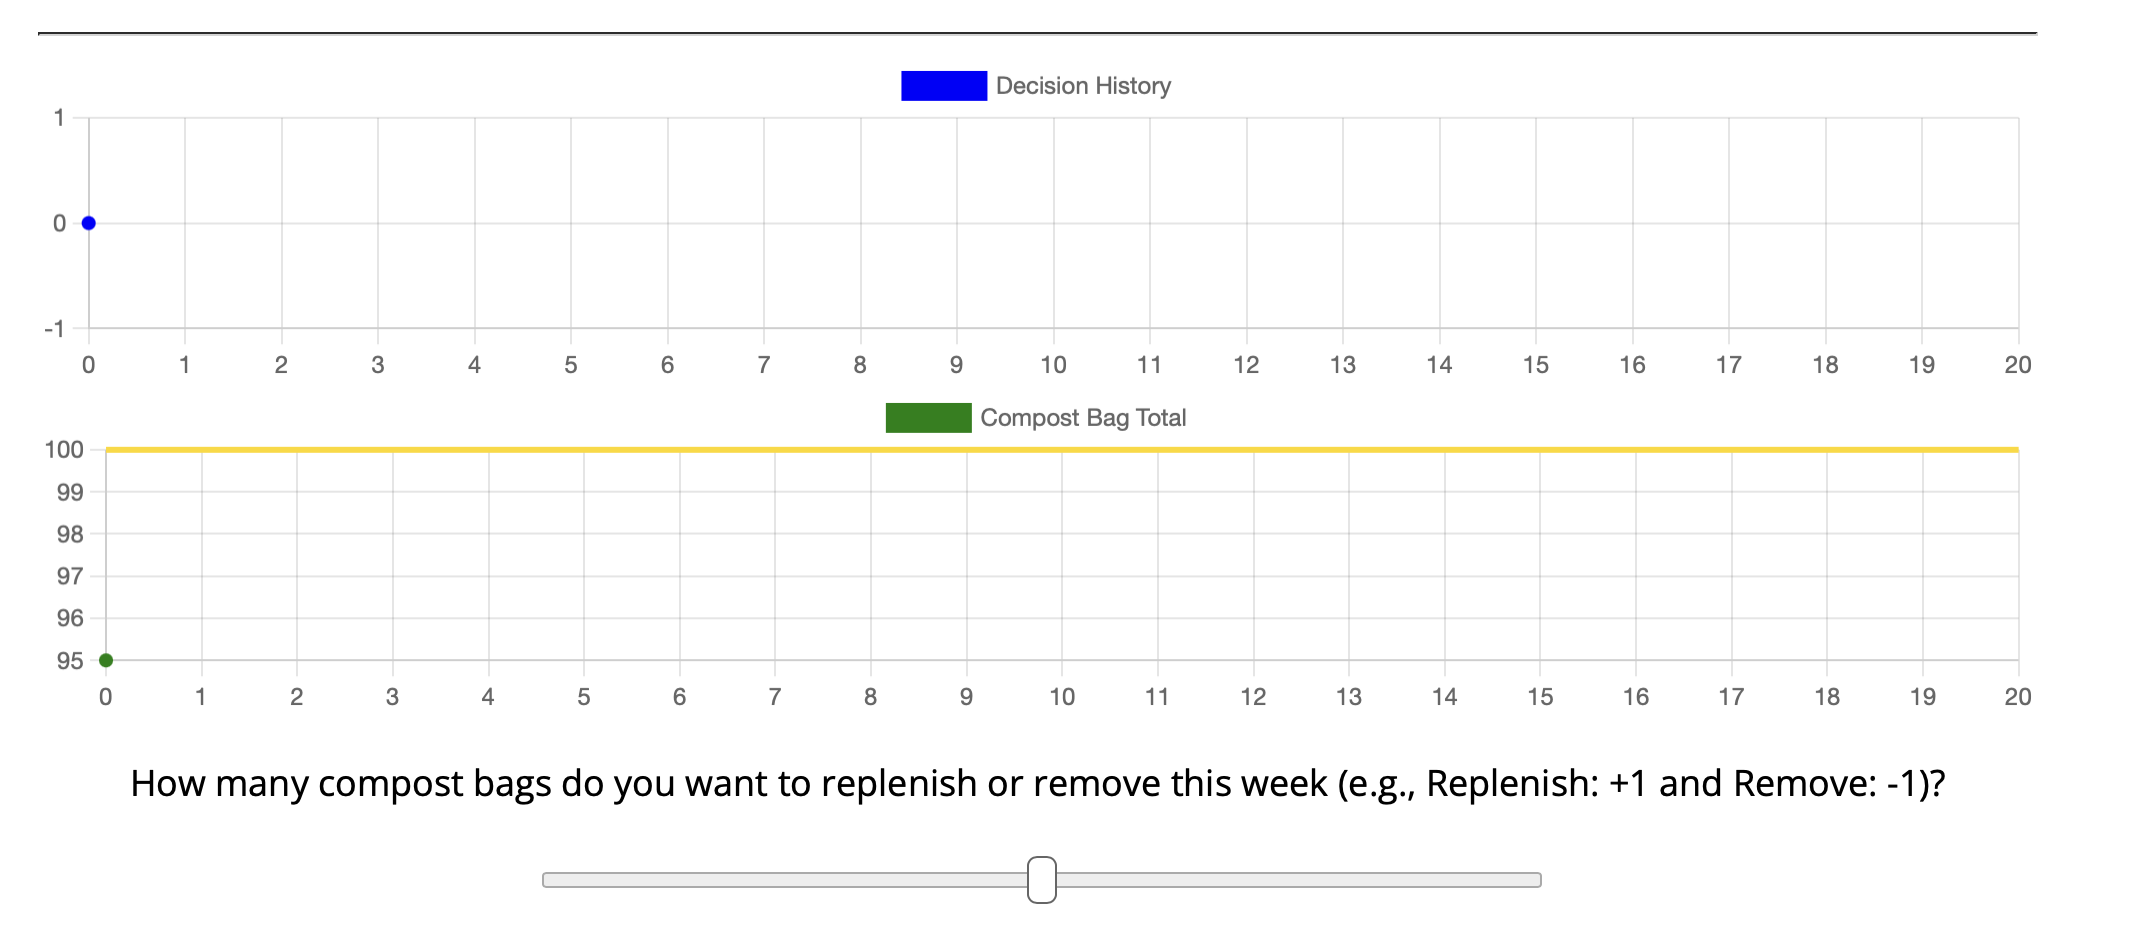 Decision History
1
0
-1
0 1 2 3 4 5 6 7 8 9 10 11 12 13 14 15 16 17 18 19 20
Compost Bag Total
100
99
98
97
96
95
0 1 2 3 4 5 6 7 8 9 10 11 12 13 14 15 16 17 18 19 20
How many compost bags do you want to replenish or remove this week (e.g., Replenish: +1 and Remove: -1)?